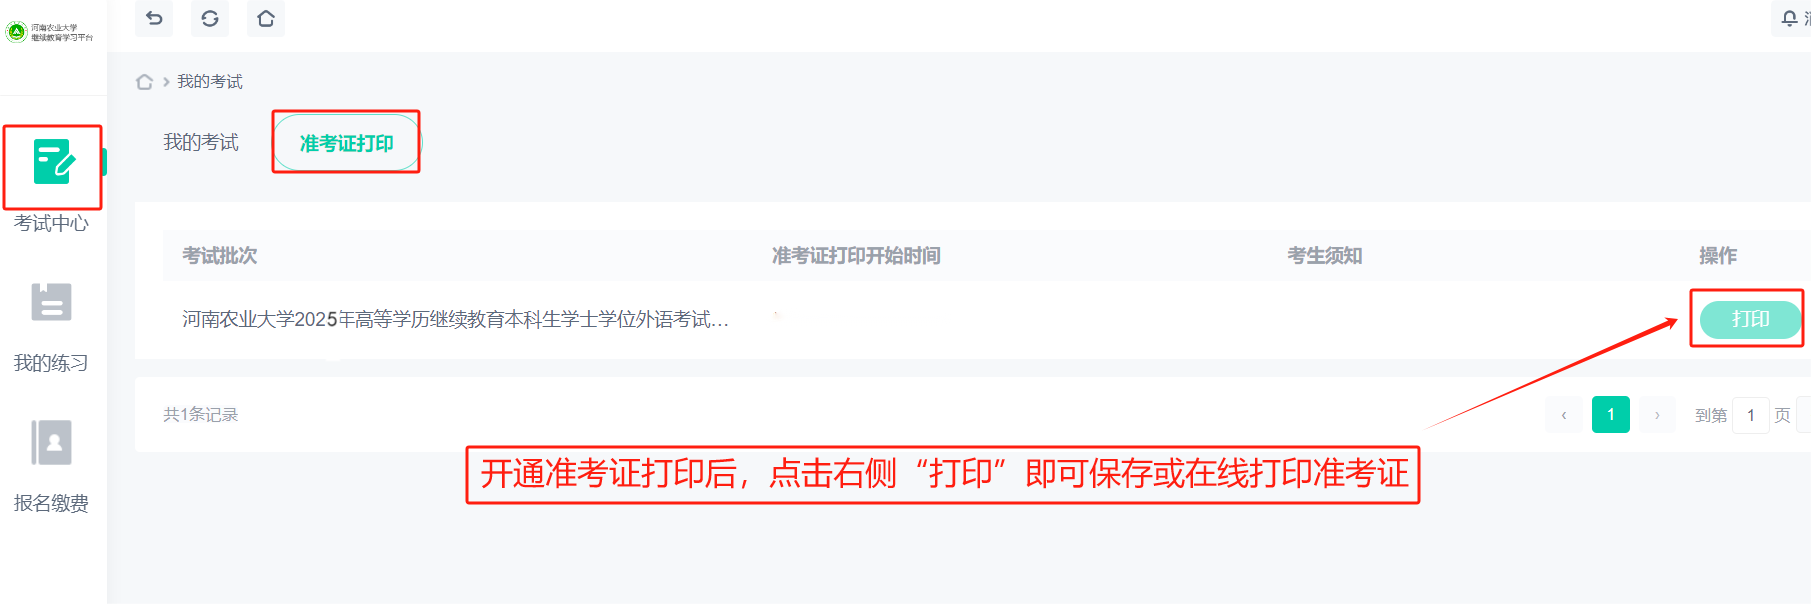 河南农业大学
继续教育学习平台
我的考试
我的考试
准考证打印
考试中心
考试批次 准考证打印开始时间 考生须知 操作
河南农业大学2025年高等学历继续教育本科生学士学位外语考试... 打印
我的练习
共1条记录 ‹ 1 › 到第 1 页
开通准考证打印后，点击右侧“打印”即可保存或在线打印准考证
报名缴费